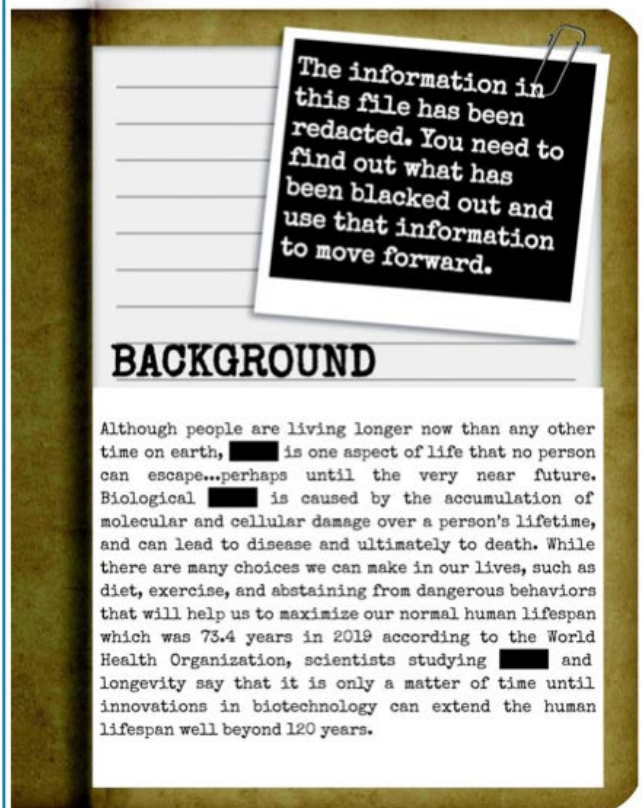 The information in
this file has been
redacted. You need to
find out what has
been blacked out and
use that information
to move forward.
BACKGROUND
Although people are living longer now than any other
time on earth, is one aspect of life that no person
can escape...perhaps until the very near future.
Biological is caused by the accumulation of
molecular and cellular damage over a person's lifetime,
and can lead to disease and ultimately to death. While
there are many choices we can make in our lives, such as
diet, exercise, and abstaining from dangerous behaviors
that will help us to maximize our normal human lifespan
which was 73.4 years in 2019 according to the World
Health Organization, scientists studying and
longevity say that it is only a matter of time until
innovations in biotechnology can extend the human
lifespan well beyond 120 years.